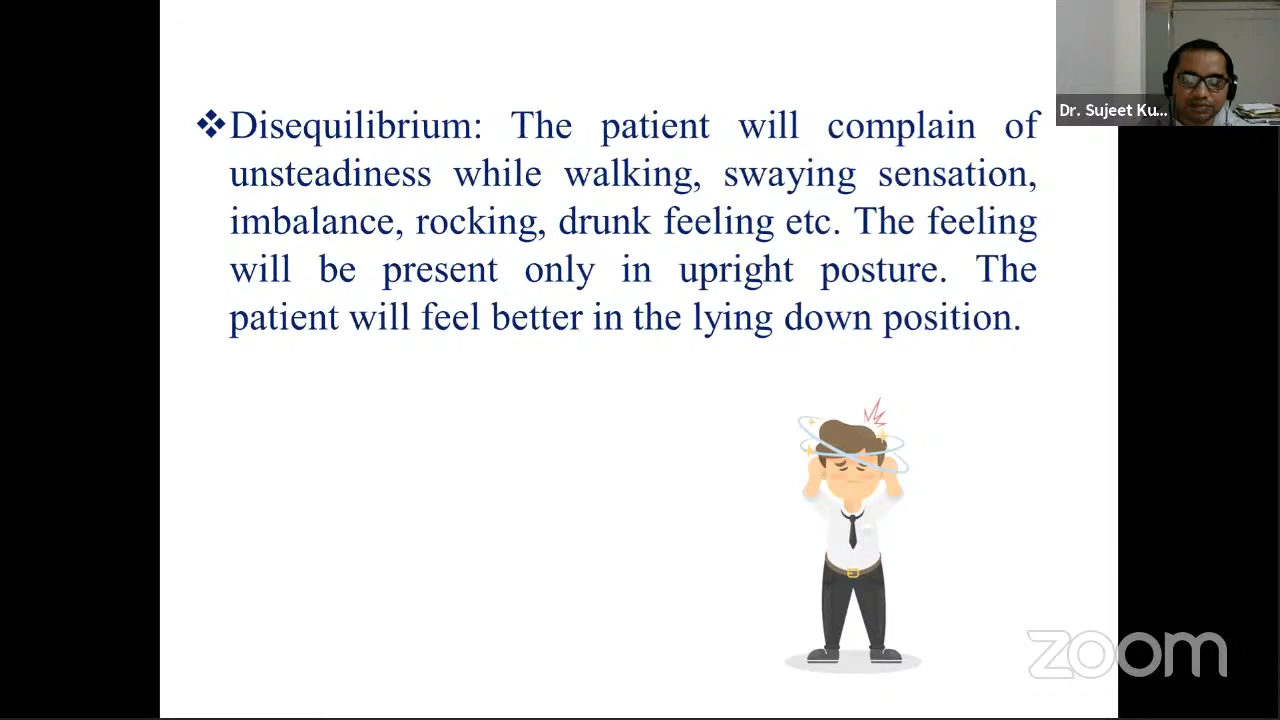 ❖Disequilibrium: The patient will complain of
unsteadiness while walking, swaying sensation,
imbalance, rocking, drunk feeling etc. The feeling
will be present only in upright posture. The
patient will feel better in the lying down position.
Dr. Sujeet Ku...
zoom